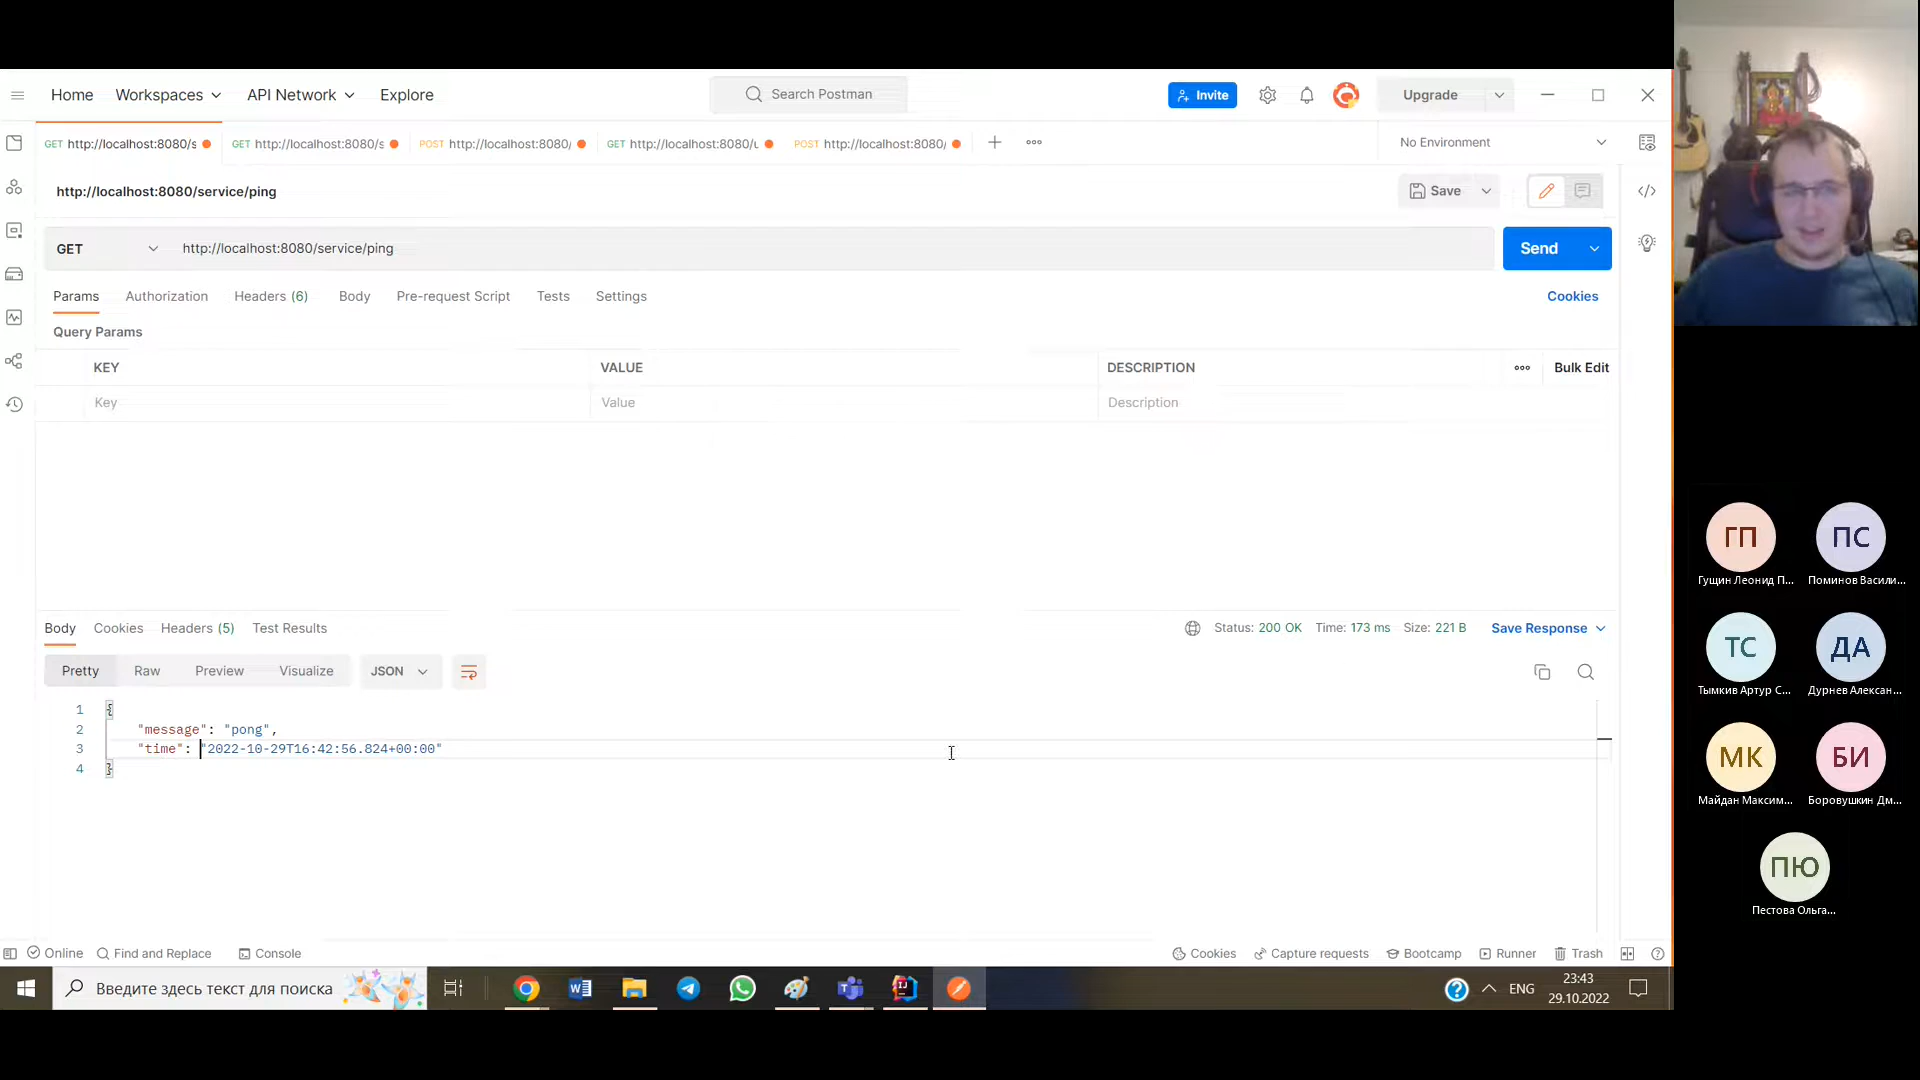 Home Workspaces API Network Explore
Search Postman
Invite
Upgrade
GET http://localhost:8080/s
GET http://localhost:8080/s
POST http://localhost:8080/
GET http://localhost:8080/u
POST http://localhost:8080/
No Environment
http://localhost:8080/service/ping
Save
GET http://localhost:8080/service/ping
Send
Params Authorization Headers (6) Body Pre-request Script Tests Settings
Cookies
Query Params
KEY VALUE DESCRIPTION
Bulk Edit
Key Value Description
Body Cookies Headers (5) Test Results
Status: 200 OK Time: 173 ms Size: 221 B Save Response
Pretty Raw Preview Visualize JSON
1 {
2 "message": "pong",
3 "time": "2022-10-29T16:42:56.824+00:00"
4 }
Online Find and Replace Console
Cookies Capture requests Bootcamp Runner Trash
Введите здесь текст для поиска
ENG
23:43
29.10.2022
ГП
Гущин Леонид П...
ПС
Поминов Васили...
ТС
Тымкив Артур С...
ДА
Дурнев Алексан...
МК
Майдан Максим...
БИ
Боровушкин Дм...
ПЮ
Пестова Ольга...